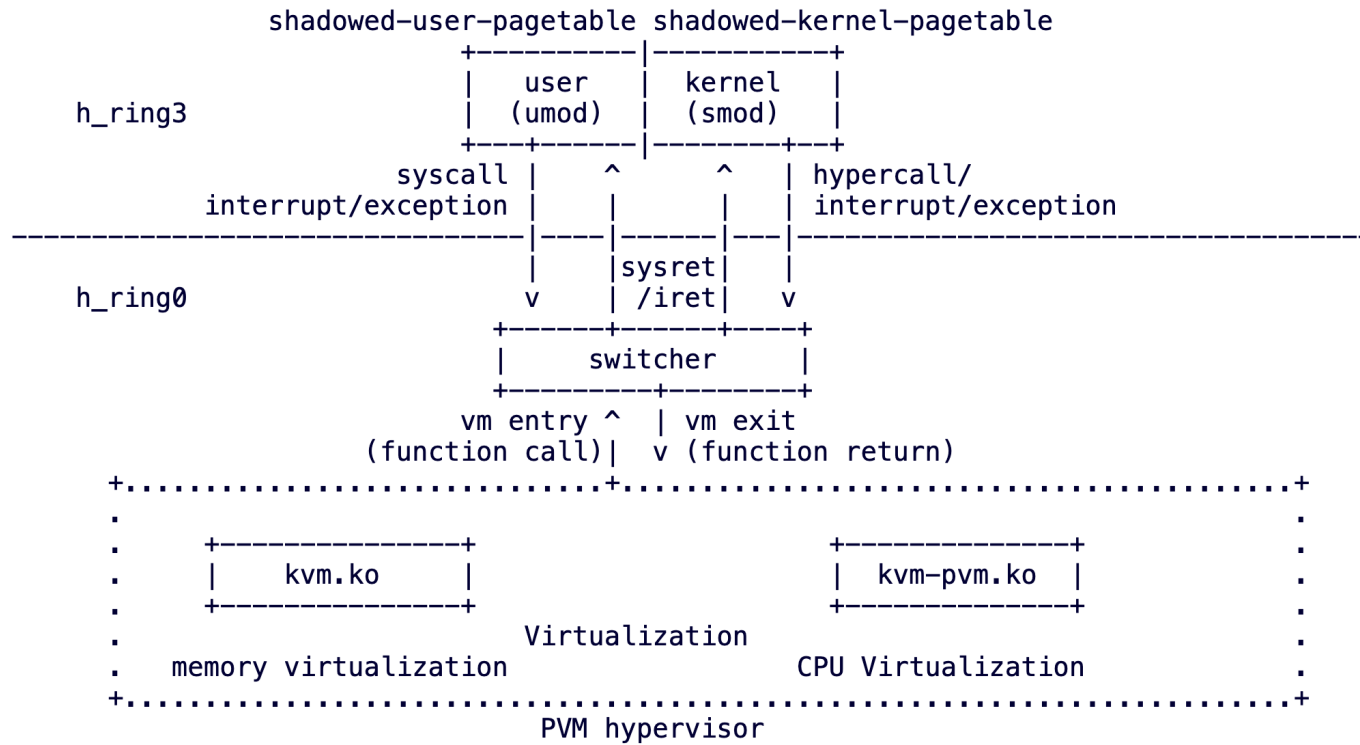 shadowed-user-pagetable shadowed-kernel-pagetable
+----------|-----------+
|   user   |  kernel   |
h_ring3 |  (umod)  |  (smod)   |
+---+------|--------+--+
syscall |    ^      ^   | hypercall/
interrupt/exception |    |      |   | interrupt/exception
--------------------------------|----|------|---|------------------------------------
|    |sysret|   |
h_ring0 v    | /iret|   v
+------+------+----+
|     switcher     |
+---------+--------+
vm entry ^  | vm exit
(function call)|  v (function return)
+..............................+..........................................+
.                                                                         .
.     +---------------+                      +--------------+             .
.     |    kvm.ko     |                      |  kvm-pvm.ko  |             .
.     +---------------+                      +--------------+             .
.                         Virtualization                                  .
.   memory virtualization                  CPU Virtualization             .
+.........................................................................+
PVM hypervisor